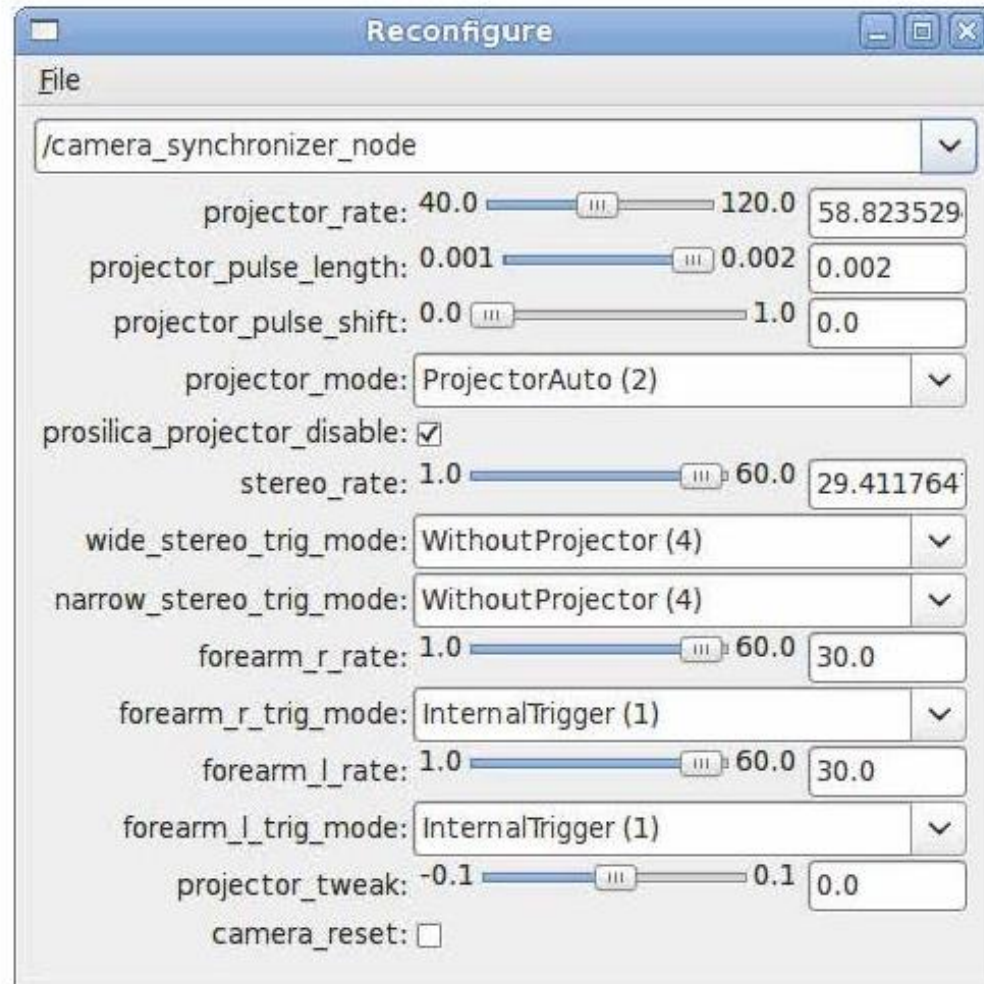 Reconfigure
File
/camera_synchronizer_node
projector_rate: 40.0 120.0 58.8235294
projector_pulse_length: 0.001 0.002 0.002
projector_pulse_shift: 0.0 1.0 0.0
projector_mode: ProjectorAuto (2)
prosilica_projector_disable:
stereo_rate: 1.0 60.0 29.4117647
wide_stereo_trig_mode: WithoutProjector (4)
narrow_stereo_trig_mode: WithoutProjector (4)
forearm_r_rate: 1.0 60.0 30.0
forearm_r_trig_mode: InternalTrigger (1)
forearm_l_rate: 1.0 60.0 30.0
forearm_l_trig_mode: InternalTrigger (1)
projector_tweak: -0.1 0.1 0.0
camera_reset: